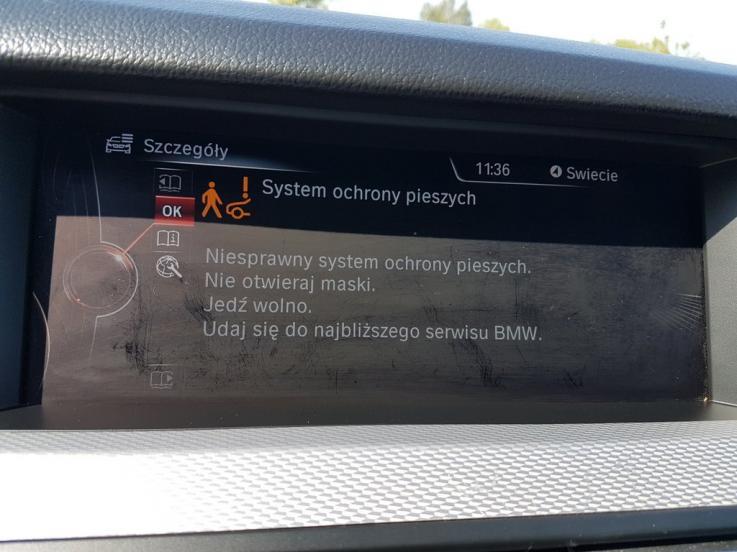 Szczegóły
11:36
Swiecie
OK
System ochrony pieszych
Niesprawny system ochrony pieszych.
Nie otwieraj maski.
Jedź wolno.
Udaj się do najbliższego serwisu BMW.